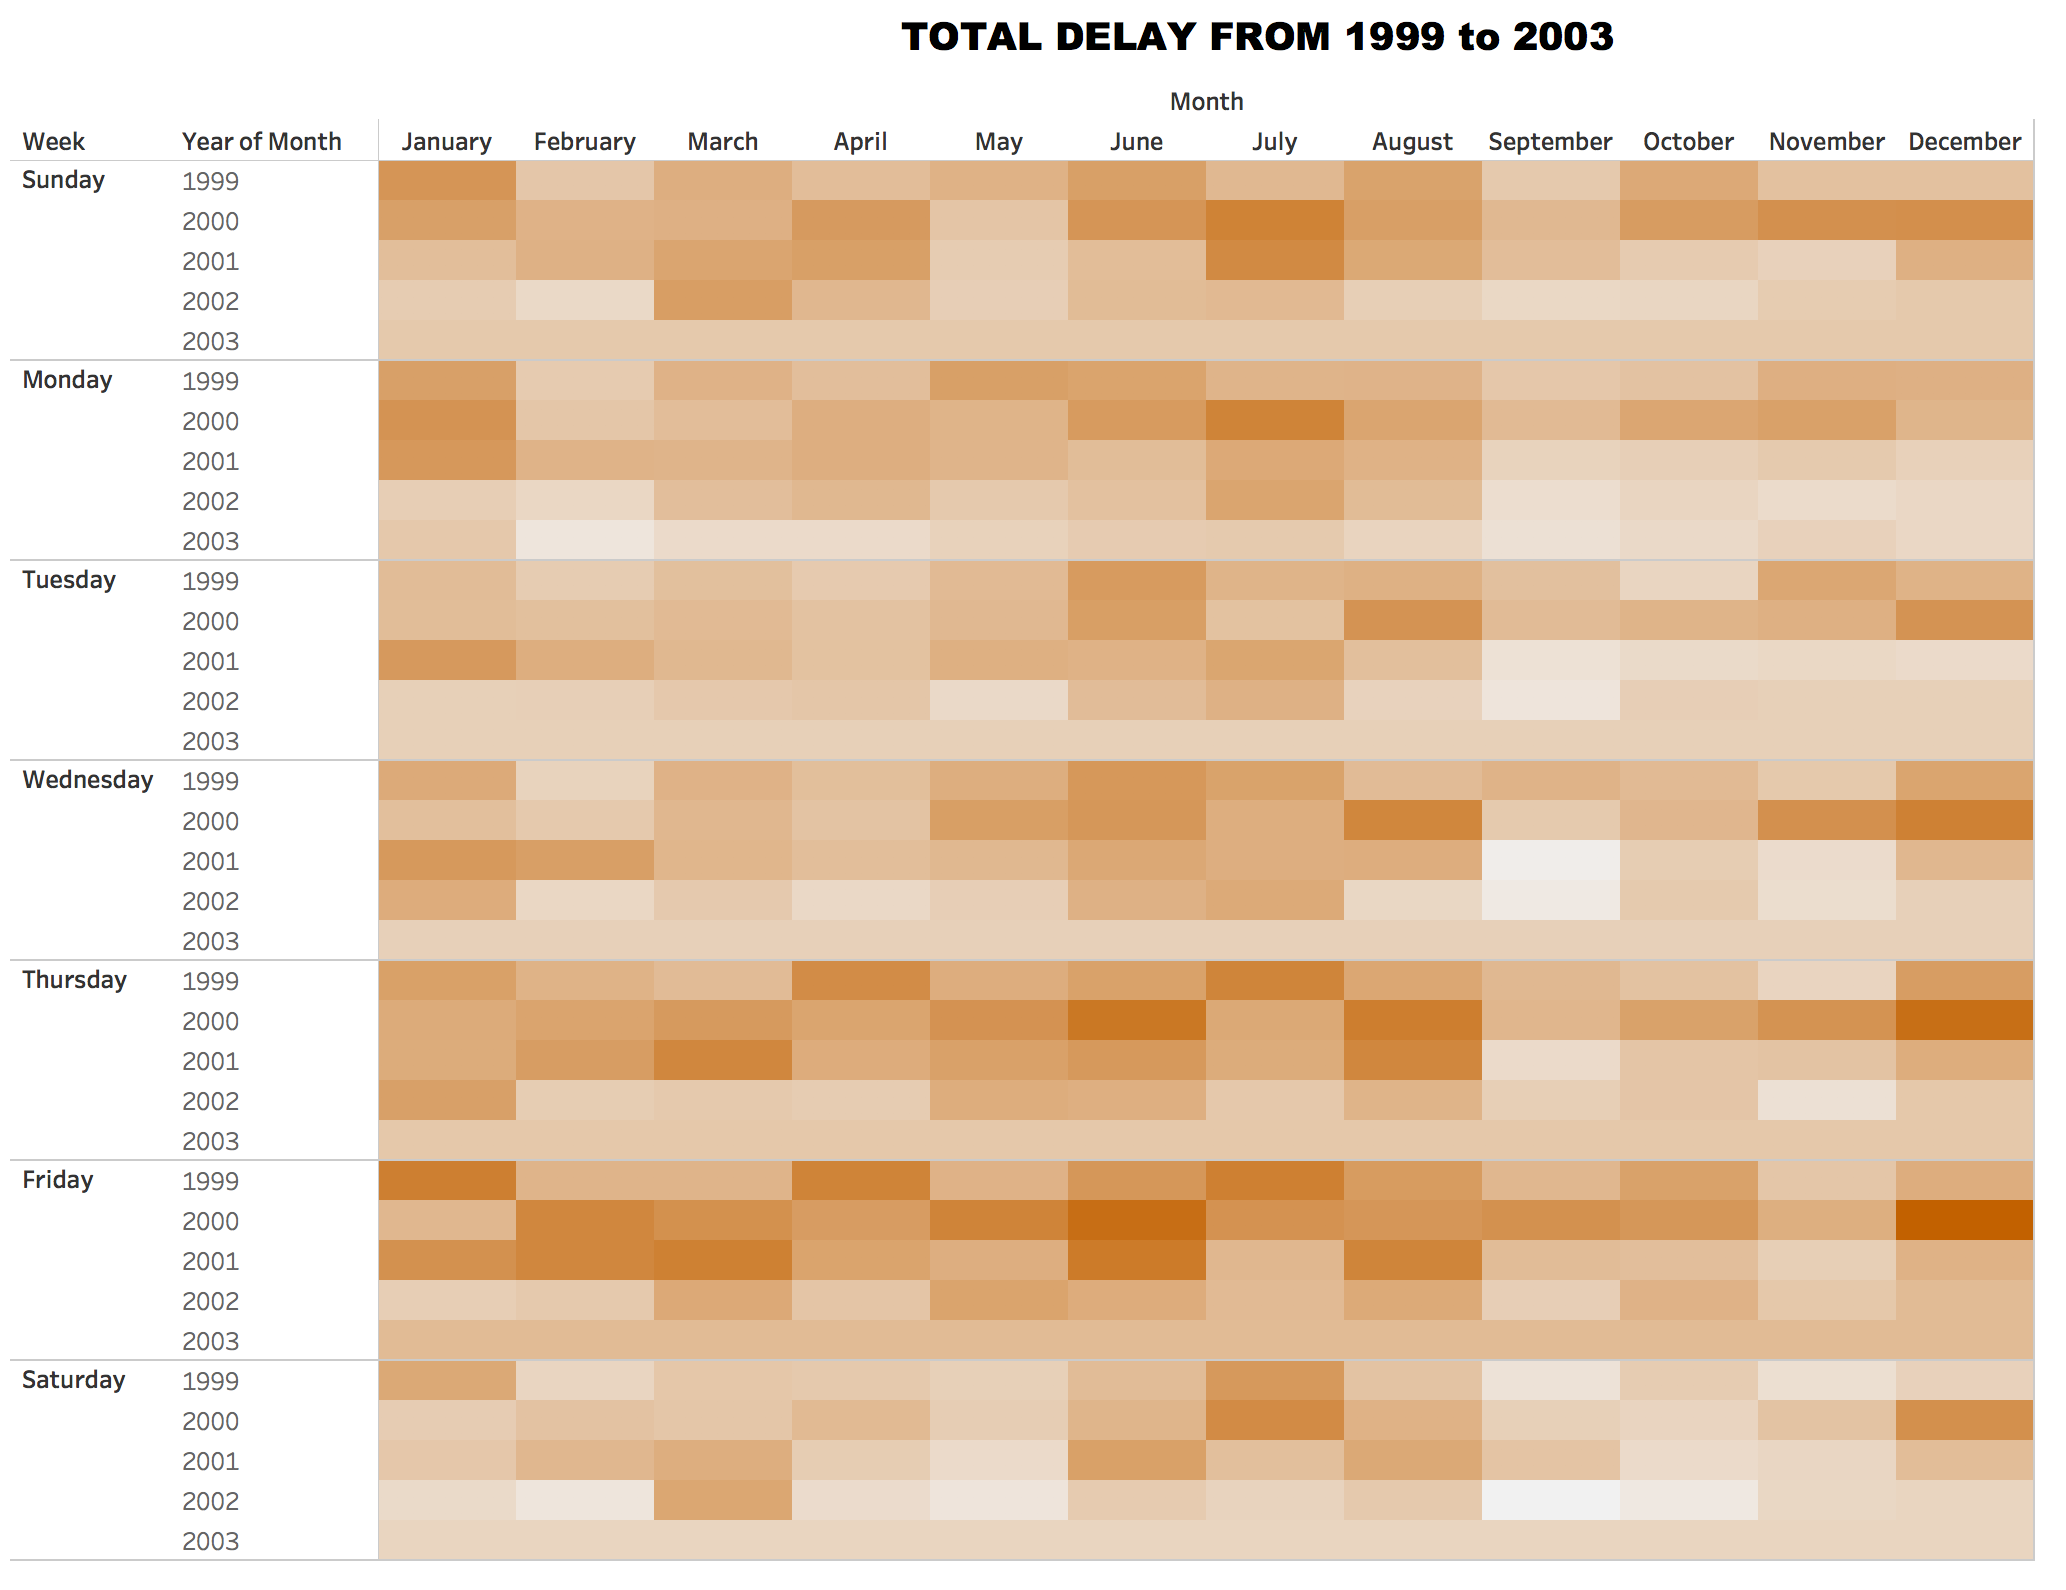 TOTAL DELAY FROM 1999 to 2003
Month
Week Year of Month January February March April May June July August September October November December
Sunday 1999
2000
2001
2002
2003
Monday 1999
2000
2001
2002
2003
Tuesday 1999
2000
2001
2002
2003
Wednesday 1999
2000
2001
2002
2003
Thursday 1999
2000
2001
2002
2003
Friday 1999
2000
2001
2002
2003
Saturday 1999
2000
2001
2002
2003